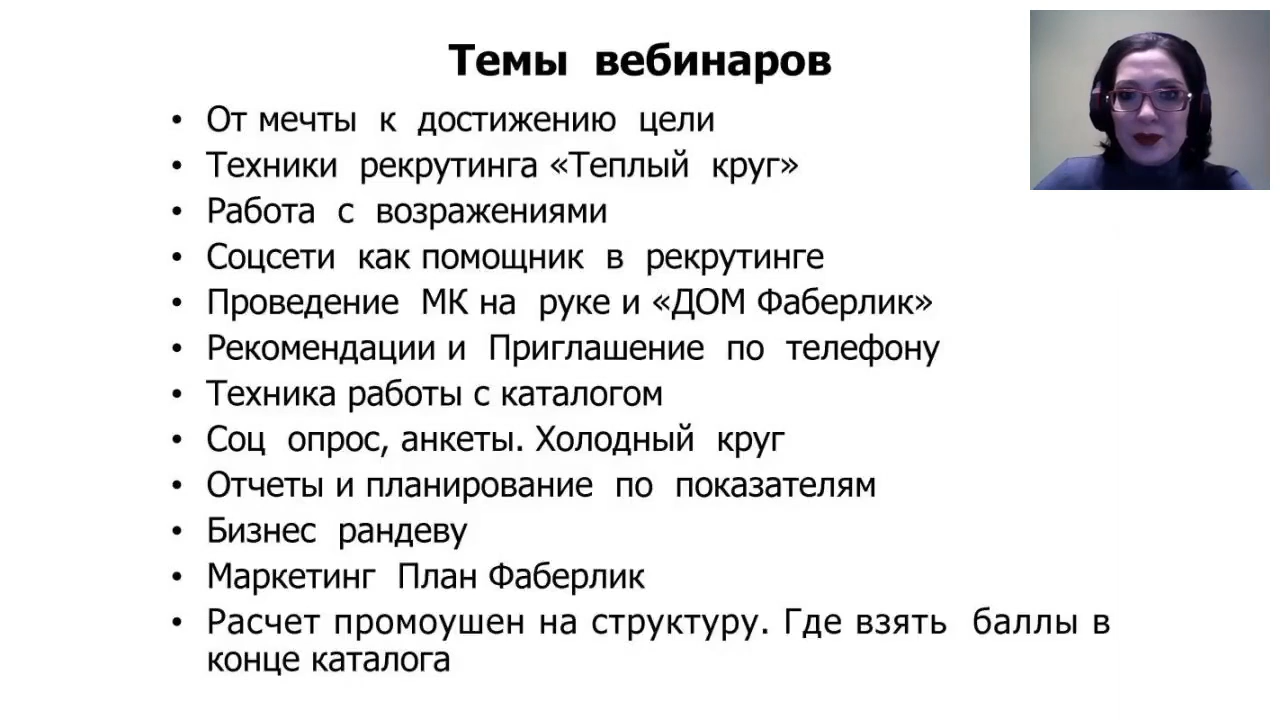 Темы вебинаров
• От мечты к достижению цели
• Техники рекрутинга «Теплый круг»
• Работа с возражениями
• Соцсети как помощник в рекрутинге
• Проведение МК на руке и «ДОМ Фаберлик»
• Рекомендации и Приглашение по телефону
• Техника работы с каталогом
• Соц опрос, анкеты. Холодный круг
• Отчеты и планирование по показателям
• Бизнес рандеву
• Маркетинг План Фаберлик
• Расчет промоушен на структуру. Где взять баллы в
конце каталога